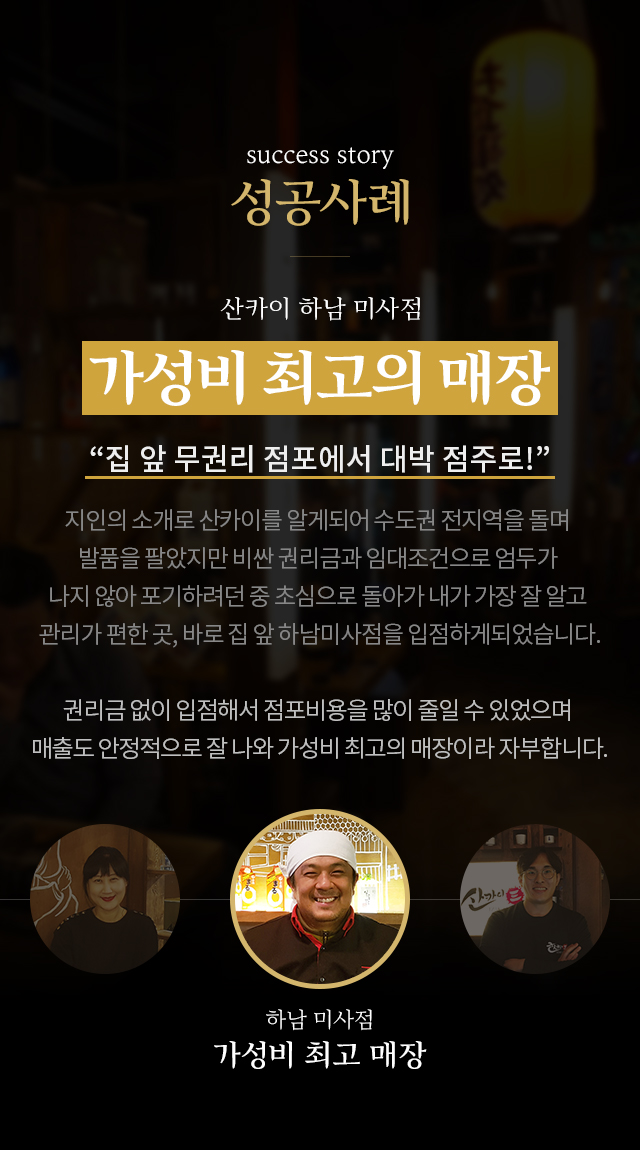 success story
성공사례
산카이 하남 미사점
가성비 최고의 매장
“집 앞 무권리 점포에서 대박 점주로!”
지인의 소개로 산카이를 알게되어 수도권 전지역을 돌며
발품을 팔았지만 비싼 권리금과 임대조건으로 엄두가
나지 않아 포기하려던 중 초심으로 돌아가 내가 가장 잘 알고
관리가 편한 곳, 바로 집 앞 하남미사점을 입점하게되었습니다.
권리금 없이 입점해서 점포비용을 많이 줄일 수 있었으며
매출도 안정적으로 잘 나와 가성비 최고의 매장이라 자부합니다.
산까이
하남 미사점
가성비 최고 매장